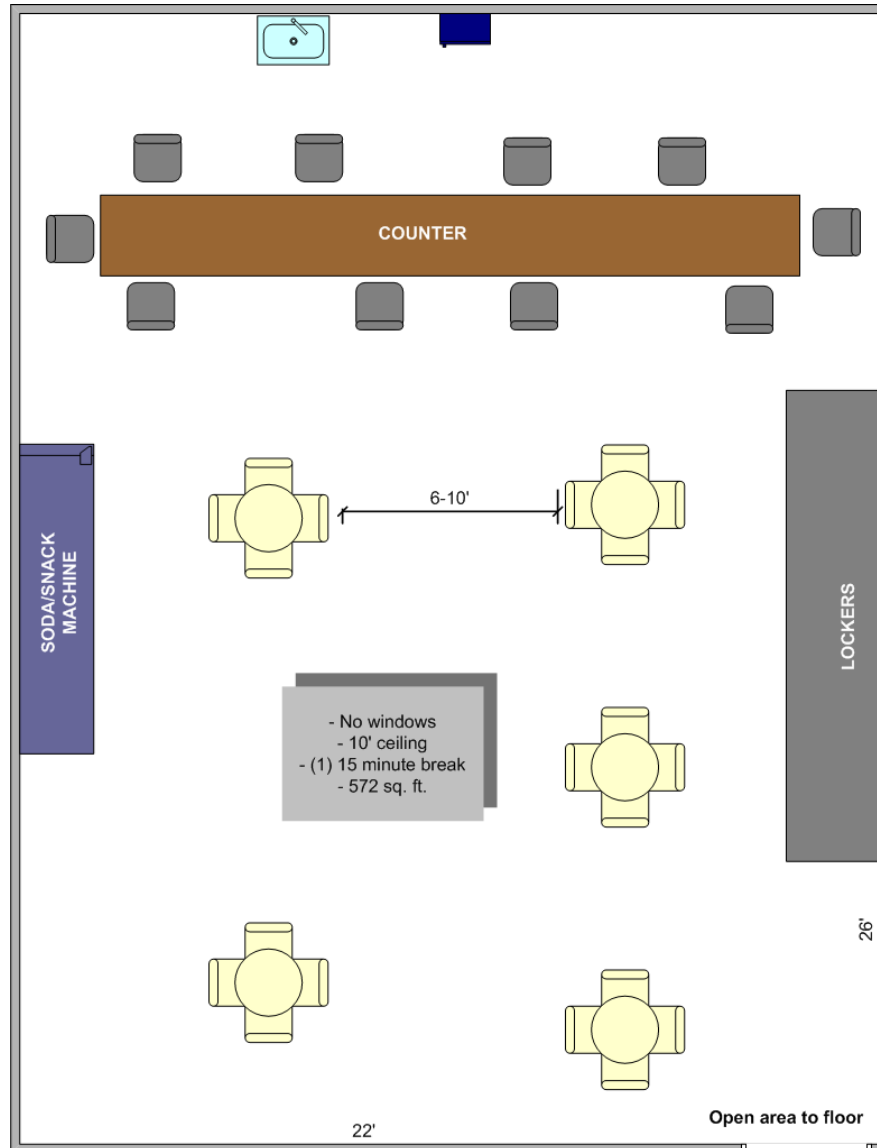 COUNTER
6-10'
SODA/SNACK
MACHINE
LOCKERS
- No windows
- 10' ceiling
- (1) 15 minute break
- 572 sq. ft.
26'
Open area to floor
22'